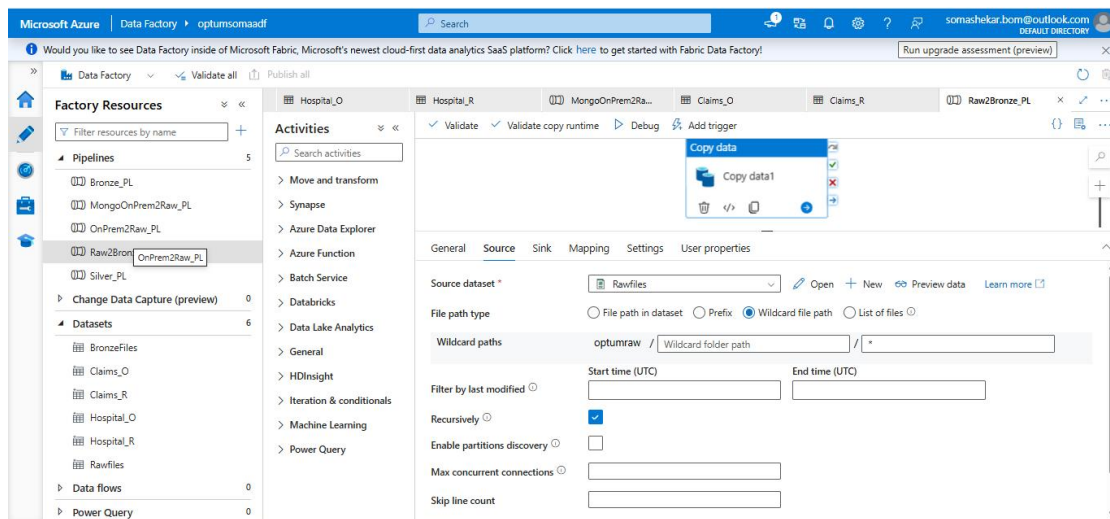 Microsoft Azure Data Factory ▸ optumsomaadf Search 1 somashekar.bom@outlook.com
DEFAULT DIRECTORY
Would you like to see Data Factory inside of Microsoft Fabric, Microsoft's newest cloud-first data analytics SaaS platform? Click here to get started with Fabric Data Factory! Run upgrade assessment (preview)
Data Factory Validate all Publish all
Factory Resources
Filter resources by name
Pipelines 5
Bronze_PL
MongoOnPrem2Raw_PL
OnPrem2Raw_PL
Raw2Bron
OnPrem2Raw_PL
Silver_PL
Change Data Capture (preview) 0
Datasets 6
BronzeFiles
Claims_O
Claims_R
Hospital_O
Hospital_R
Rawfiles
Data flows 0
Power Query 0
Hospital_O Hospital_R MongoOnPrem2Ra... Claims_O Claims_R Raw2Bronze_PL
Activities
Search activities
Move and transform
Synapse
Azure Data Explorer
Azure Function
Batch Service
Databricks
Data Lake Analytics
General
HDInsight
Iteration & conditionals
Machine Learning
Power Query
Validate Validate copy runtime Debug Add trigger
Copy data
Copy data1
General Source Sink Mapping Settings User properties
Source dataset * Rawfiles Open New Preview data Learn more
File path type File path in dataset Prefix Wildcard file path List of files
Wildcard paths optumraw / Wildcard folder path / *
Start time (UTC) End time (UTC)
Filter by last modified
Recursively
Enable partitions discovery
Max concurrent connections
Skip line count